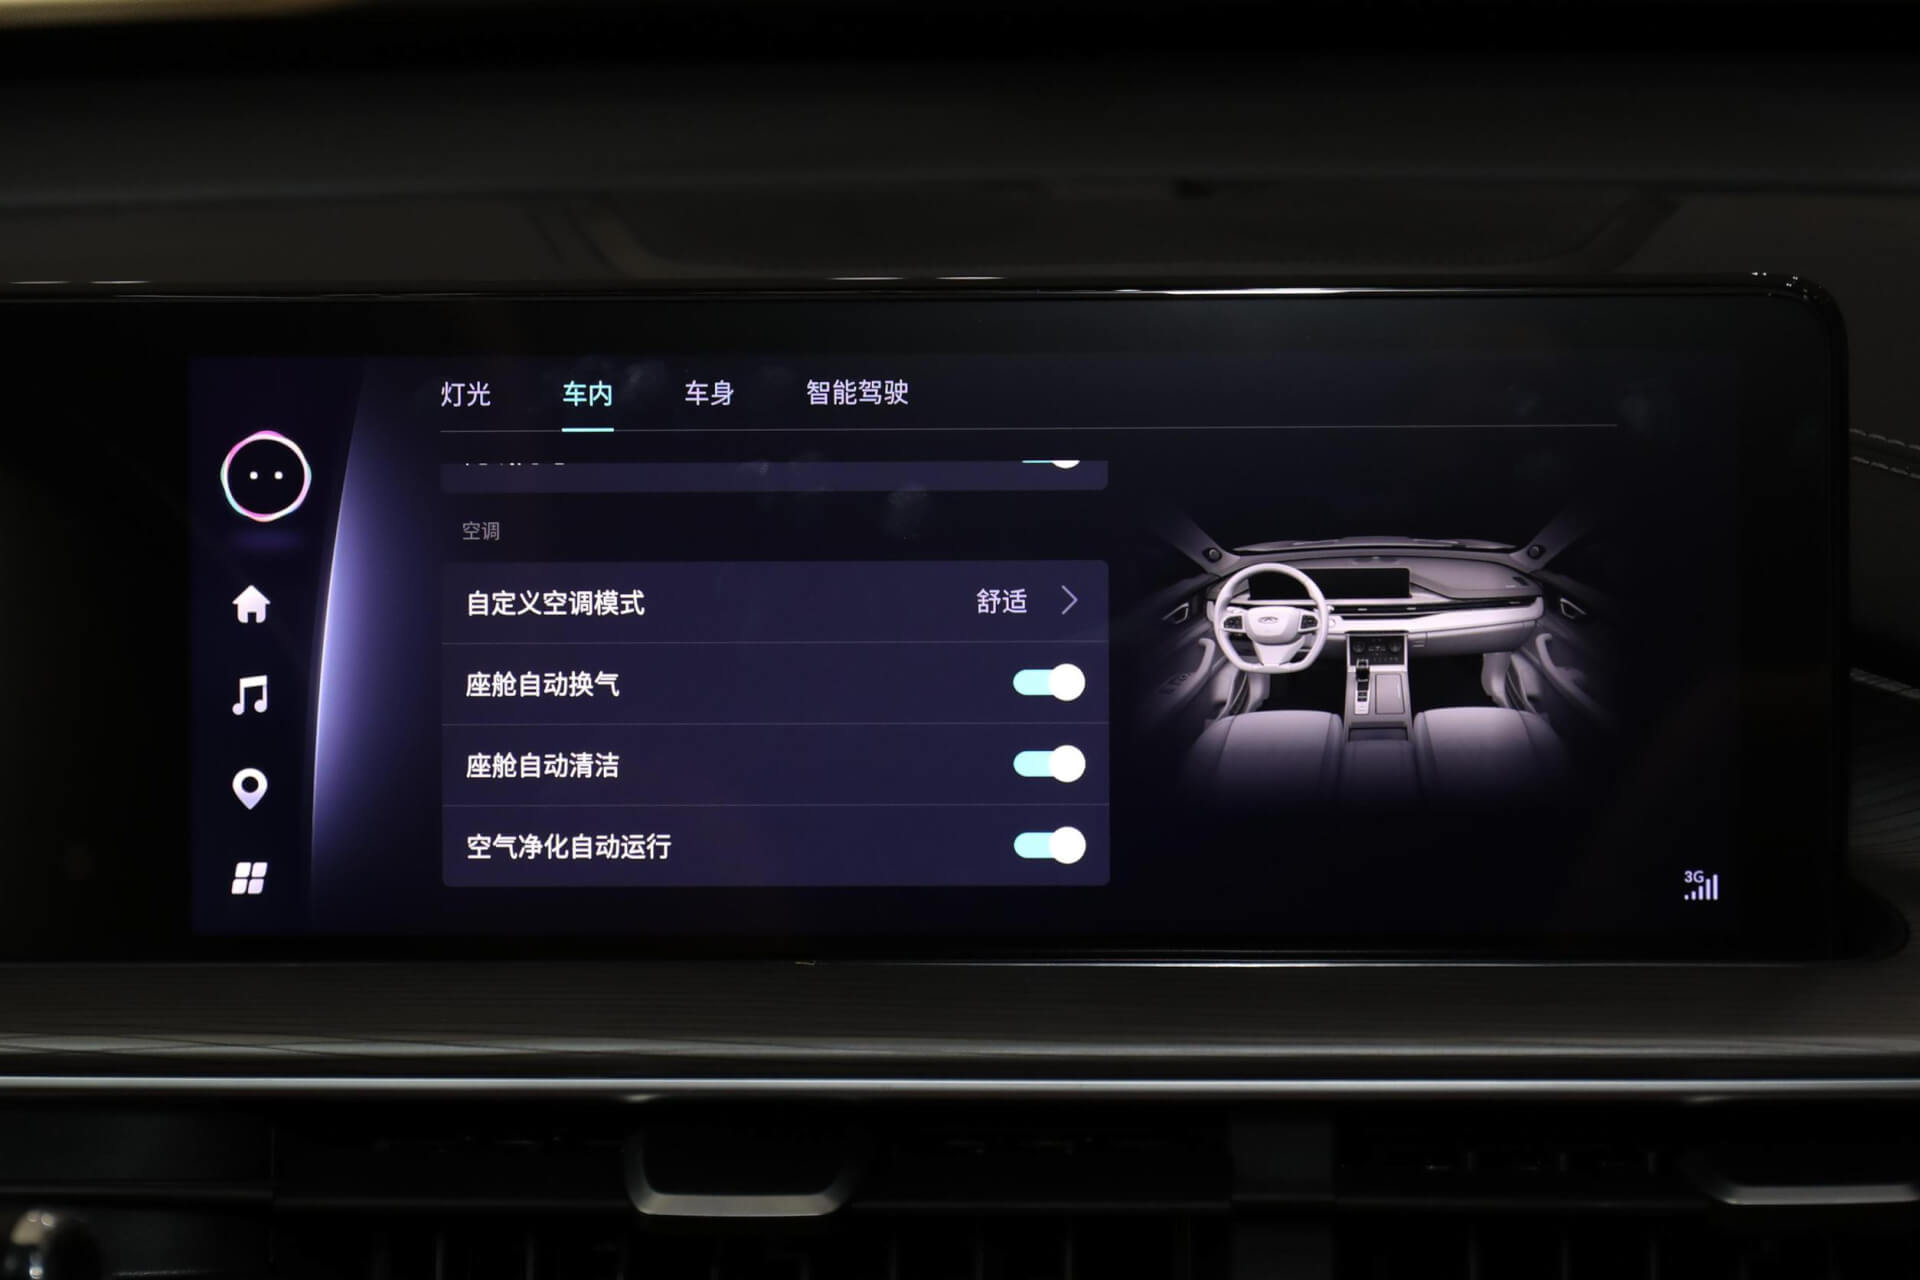 灯光 车内 车身 智能驾驶
空调
自定义空调模式 舒适
座舱自动换气
座舱自动清洁
空气净化自动运行
3G